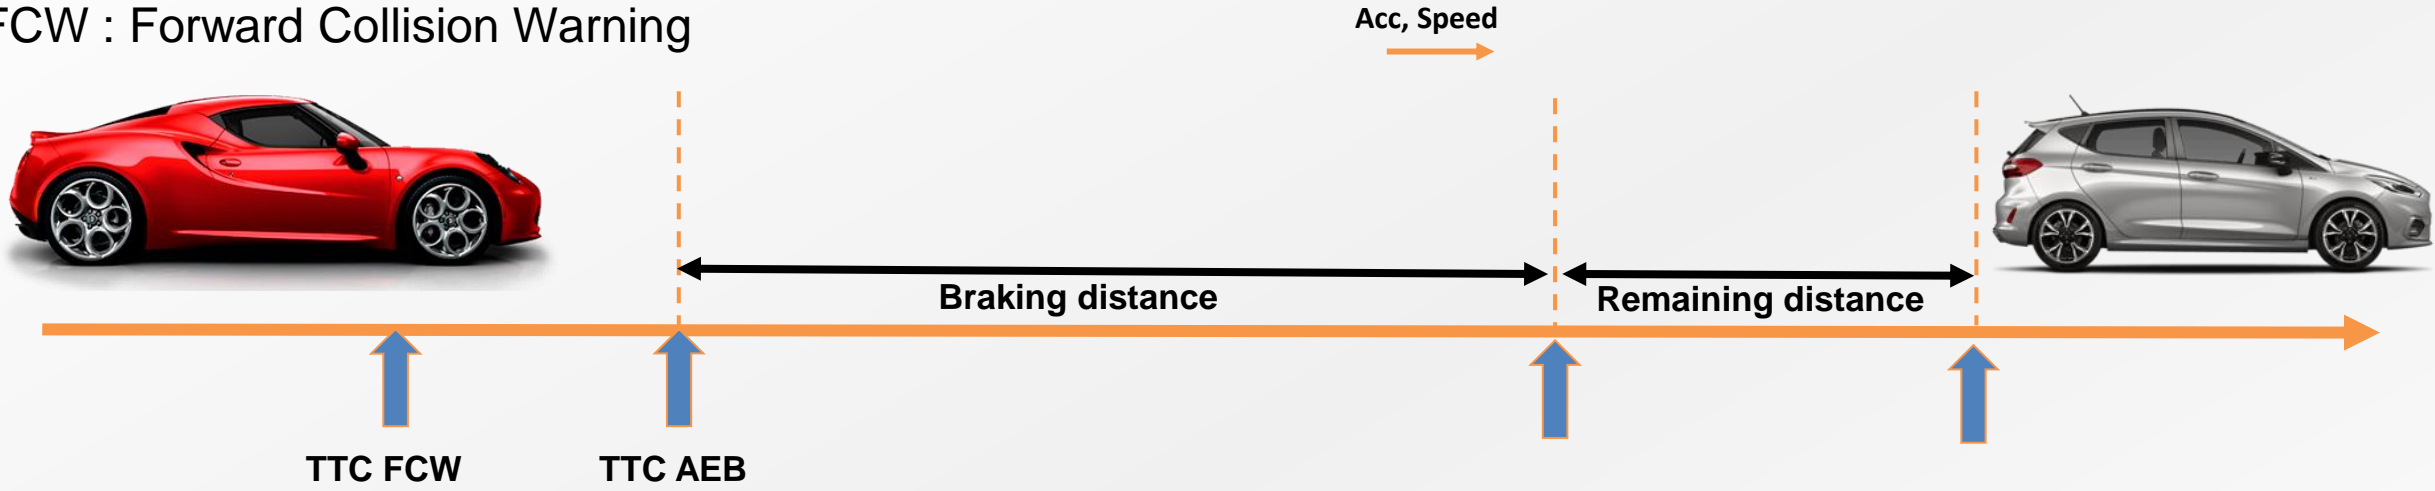 FCW : Forward Collision Warning
Acc, Speed
Braking distance
Remaining distance
TTC FCW
TTC AEB